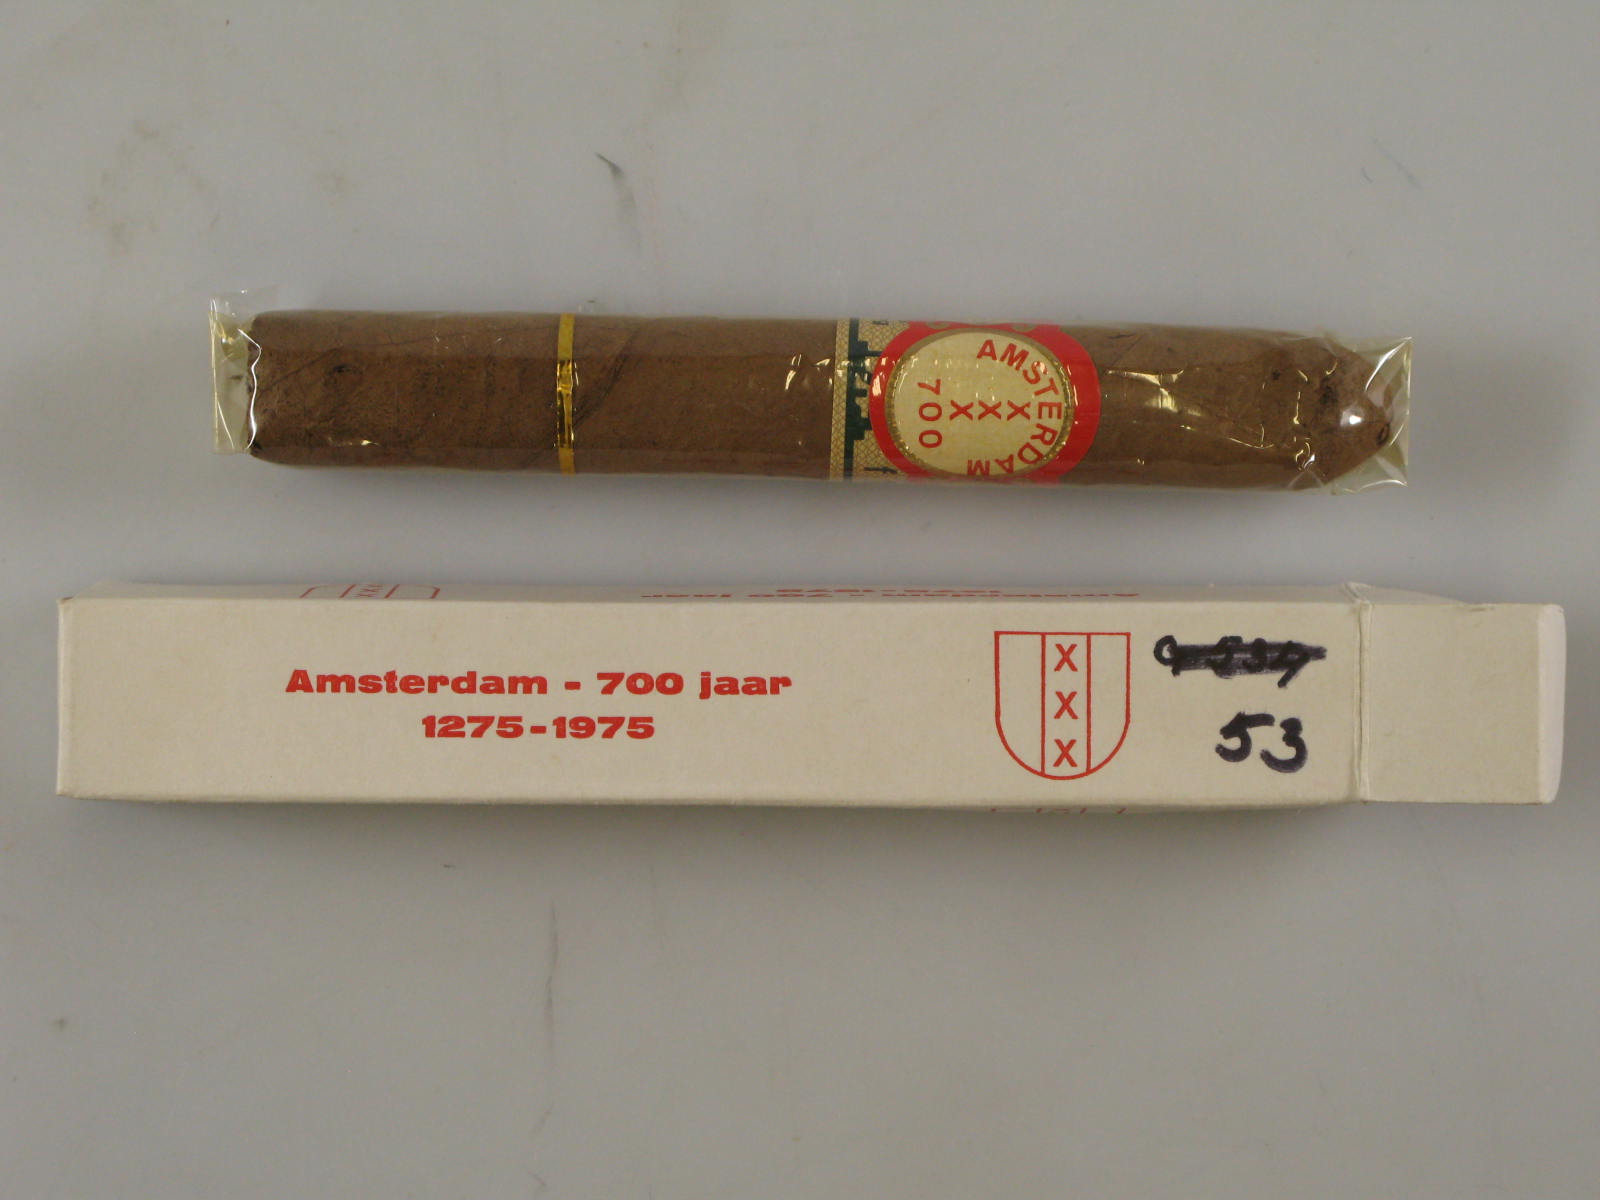 AMSTERDAM
X
X
X
700
Amsterdam - 700 jaar
1275-1975
X
X
X
53